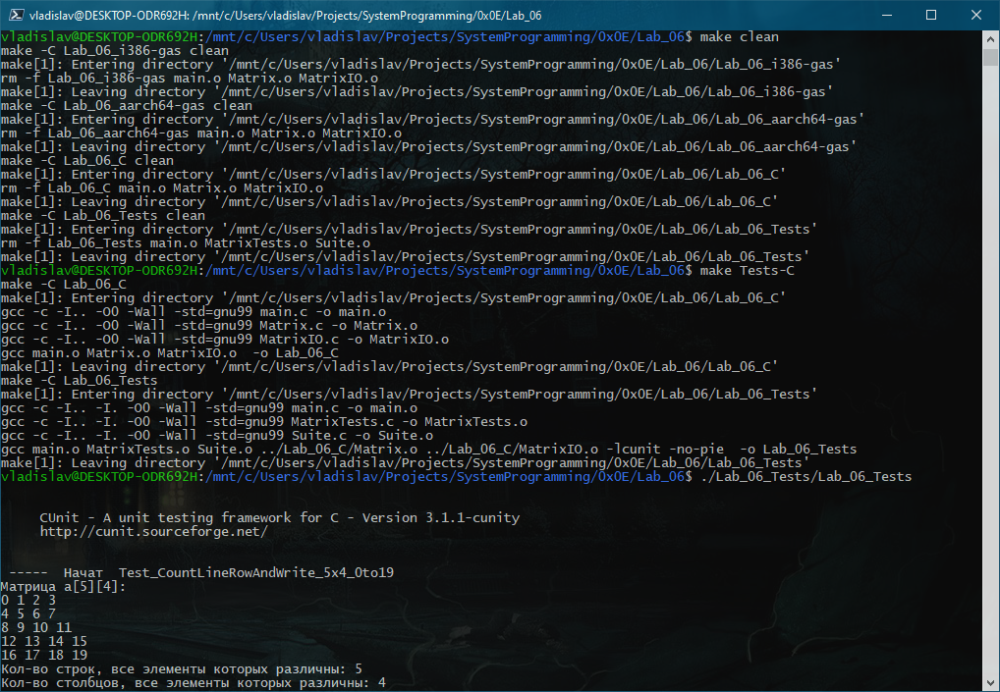 vladislav@DESKTOP-ODR692H: /mnt/c/Users/vladislav/Projects/SystemProgramming/0x0E/Lab_06
vladislav@DESKTOP-ODR692H:/mnt/c/Users/vladislav/Projects/SystemProgramming/0x0E/Lab_06$ make clean
make -C Lab_06_i386-gas clean
make[1]: Entering directory '/mnt/c/Users/vladislav/Projects/SystemProgramming/0x0E/Lab_06/Lab_06_i386-gas'
rm -f Lab_06_i386-gas main.o Matrix.o MatrixIO.o
make[1]: Leaving directory '/mnt/c/Users/vladislav/Projects/SystemProgramming/0x0E/Lab_06/Lab_06_i386-gas'
make -C Lab_06_aarch64-gas clean
make[1]: Entering directory '/mnt/c/Users/vladislav/Projects/SystemProgramming/0x0E/Lab_06/Lab_06_aarch64-gas'
rm -f Lab_06_aarch64-gas main.o Matrix.o MatrixIO.o
make[1]: Leaving directory '/mnt/c/Users/vladislav/Projects/SystemProgramming/0x0E/Lab_06/Lab_06_aarch64-gas'
make -C Lab_06_C clean
make[1]: Entering directory '/mnt/c/Users/vladislav/Projects/SystemProgramming/0x0E/Lab_06/Lab_06_C'
rm -f Lab_06_C main.o Matrix.o MatrixIO.o
make[1]: Leaving directory '/mnt/c/Users/vladislav/Projects/SystemProgramming/0x0E/Lab_06/Lab_06_C'
make -C Lab_06_Tests clean
make[1]: Entering directory '/mnt/c/Users/vladislav/Projects/SystemProgramming/0x0E/Lab_06/Lab_06_Tests'
rm -f Lab_06_Tests main.o MatrixTests.o Suite.o
make[1]: Leaving directory '/mnt/c/Users/vladislav/Projects/SystemProgramming/0x0E/Lab_06/Lab_06_Tests'
vladislav@DESKTOP-ODR692H:/mnt/c/Users/vladislav/Projects/SystemProgramming/0x0E/Lab_06$ make Tests-C
make -C Lab_06_C
make[1]: Entering directory '/mnt/c/Users/vladislav/Projects/SystemProgramming/0x0E/Lab_06/Lab_06_C'
gcc -c -I.. -O0 -Wall -std=gnu99 main.c -o main.o
gcc -c -I.. -O0 -Wall -std=gnu99 Matrix.c -o Matrix.o
gcc -c -I.. -O0 -Wall -std=gnu99 MatrixIO.c -o MatrixIO.o
gcc main.o Matrix.o MatrixIO.o  -o Lab_06_C
make[1]: Leaving directory '/mnt/c/Users/vladislav/Projects/SystemProgramming/0x0E/Lab_06/Lab_06_C'
make -C Lab_06_Tests
make[1]: Entering directory '/mnt/c/Users/vladislav/Projects/SystemProgramming/0x0E/Lab_06/Lab_06_Tests'
gcc -c -I.. -I. -O0 -Wall -std=gnu99 main.c -o main.o
gcc -c -I.. -I. -O0 -Wall -std=gnu99 MatrixTests.c -o MatrixTests.o
gcc -c -I.. -I. -O0 -Wall -std=gnu99 Suite.c -o Suite.o
gcc main.o MatrixTests.o Suite.o ../Lab_06_C/Matrix.o ../Lab_06_C/MatrixIO.o -lcunit -no-pie  -o Lab_06_Tests
make[1]: Leaving directory '/mnt/c/Users/vladislav/Projects/SystemProgramming/0x0E/Lab_06/Lab_06_Tests'
vladislav@DESKTOP-ODR692H:/mnt/c/Users/vladislav/Projects/SystemProgramming/0x0E/Lab_06$ ./Lab_06_Tests/Lab_06_Tests
CUnit - A unit testing framework for C - Version 3.1.1-cunity
http://cunit.sourceforge.net/
-----  Начат  Test_CountLineRowAndWrite_5x4_0to19
Матрица a[5][4]:
0 1 2 3
4 5 6 7
8 9 10 11
12 13 14 15
16 17 18 19
Кол-во строк, все элементы которых различны: 5
Кол-во столбцов, все элементы которых различны: 4